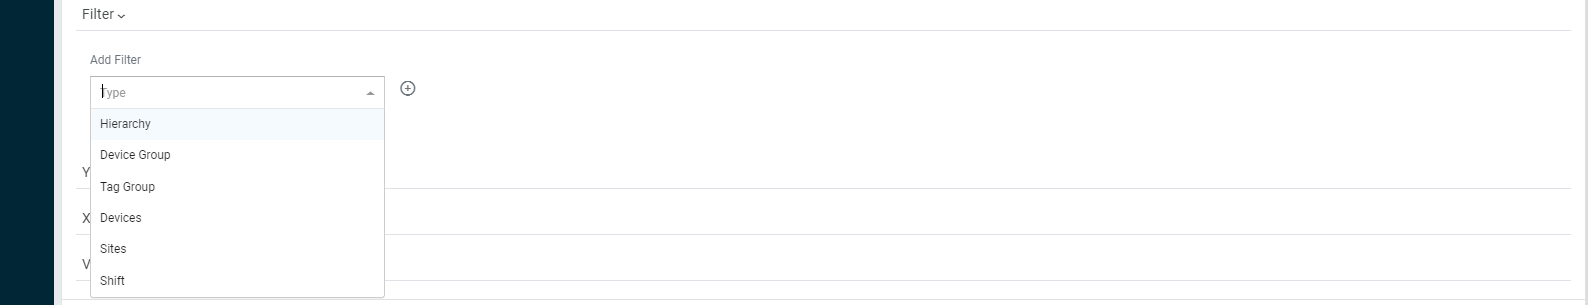 Filter
Add Filter
Type
Hierarchy
Device Group
Y
Tag Group
X
Devices
Sites
V
Shift